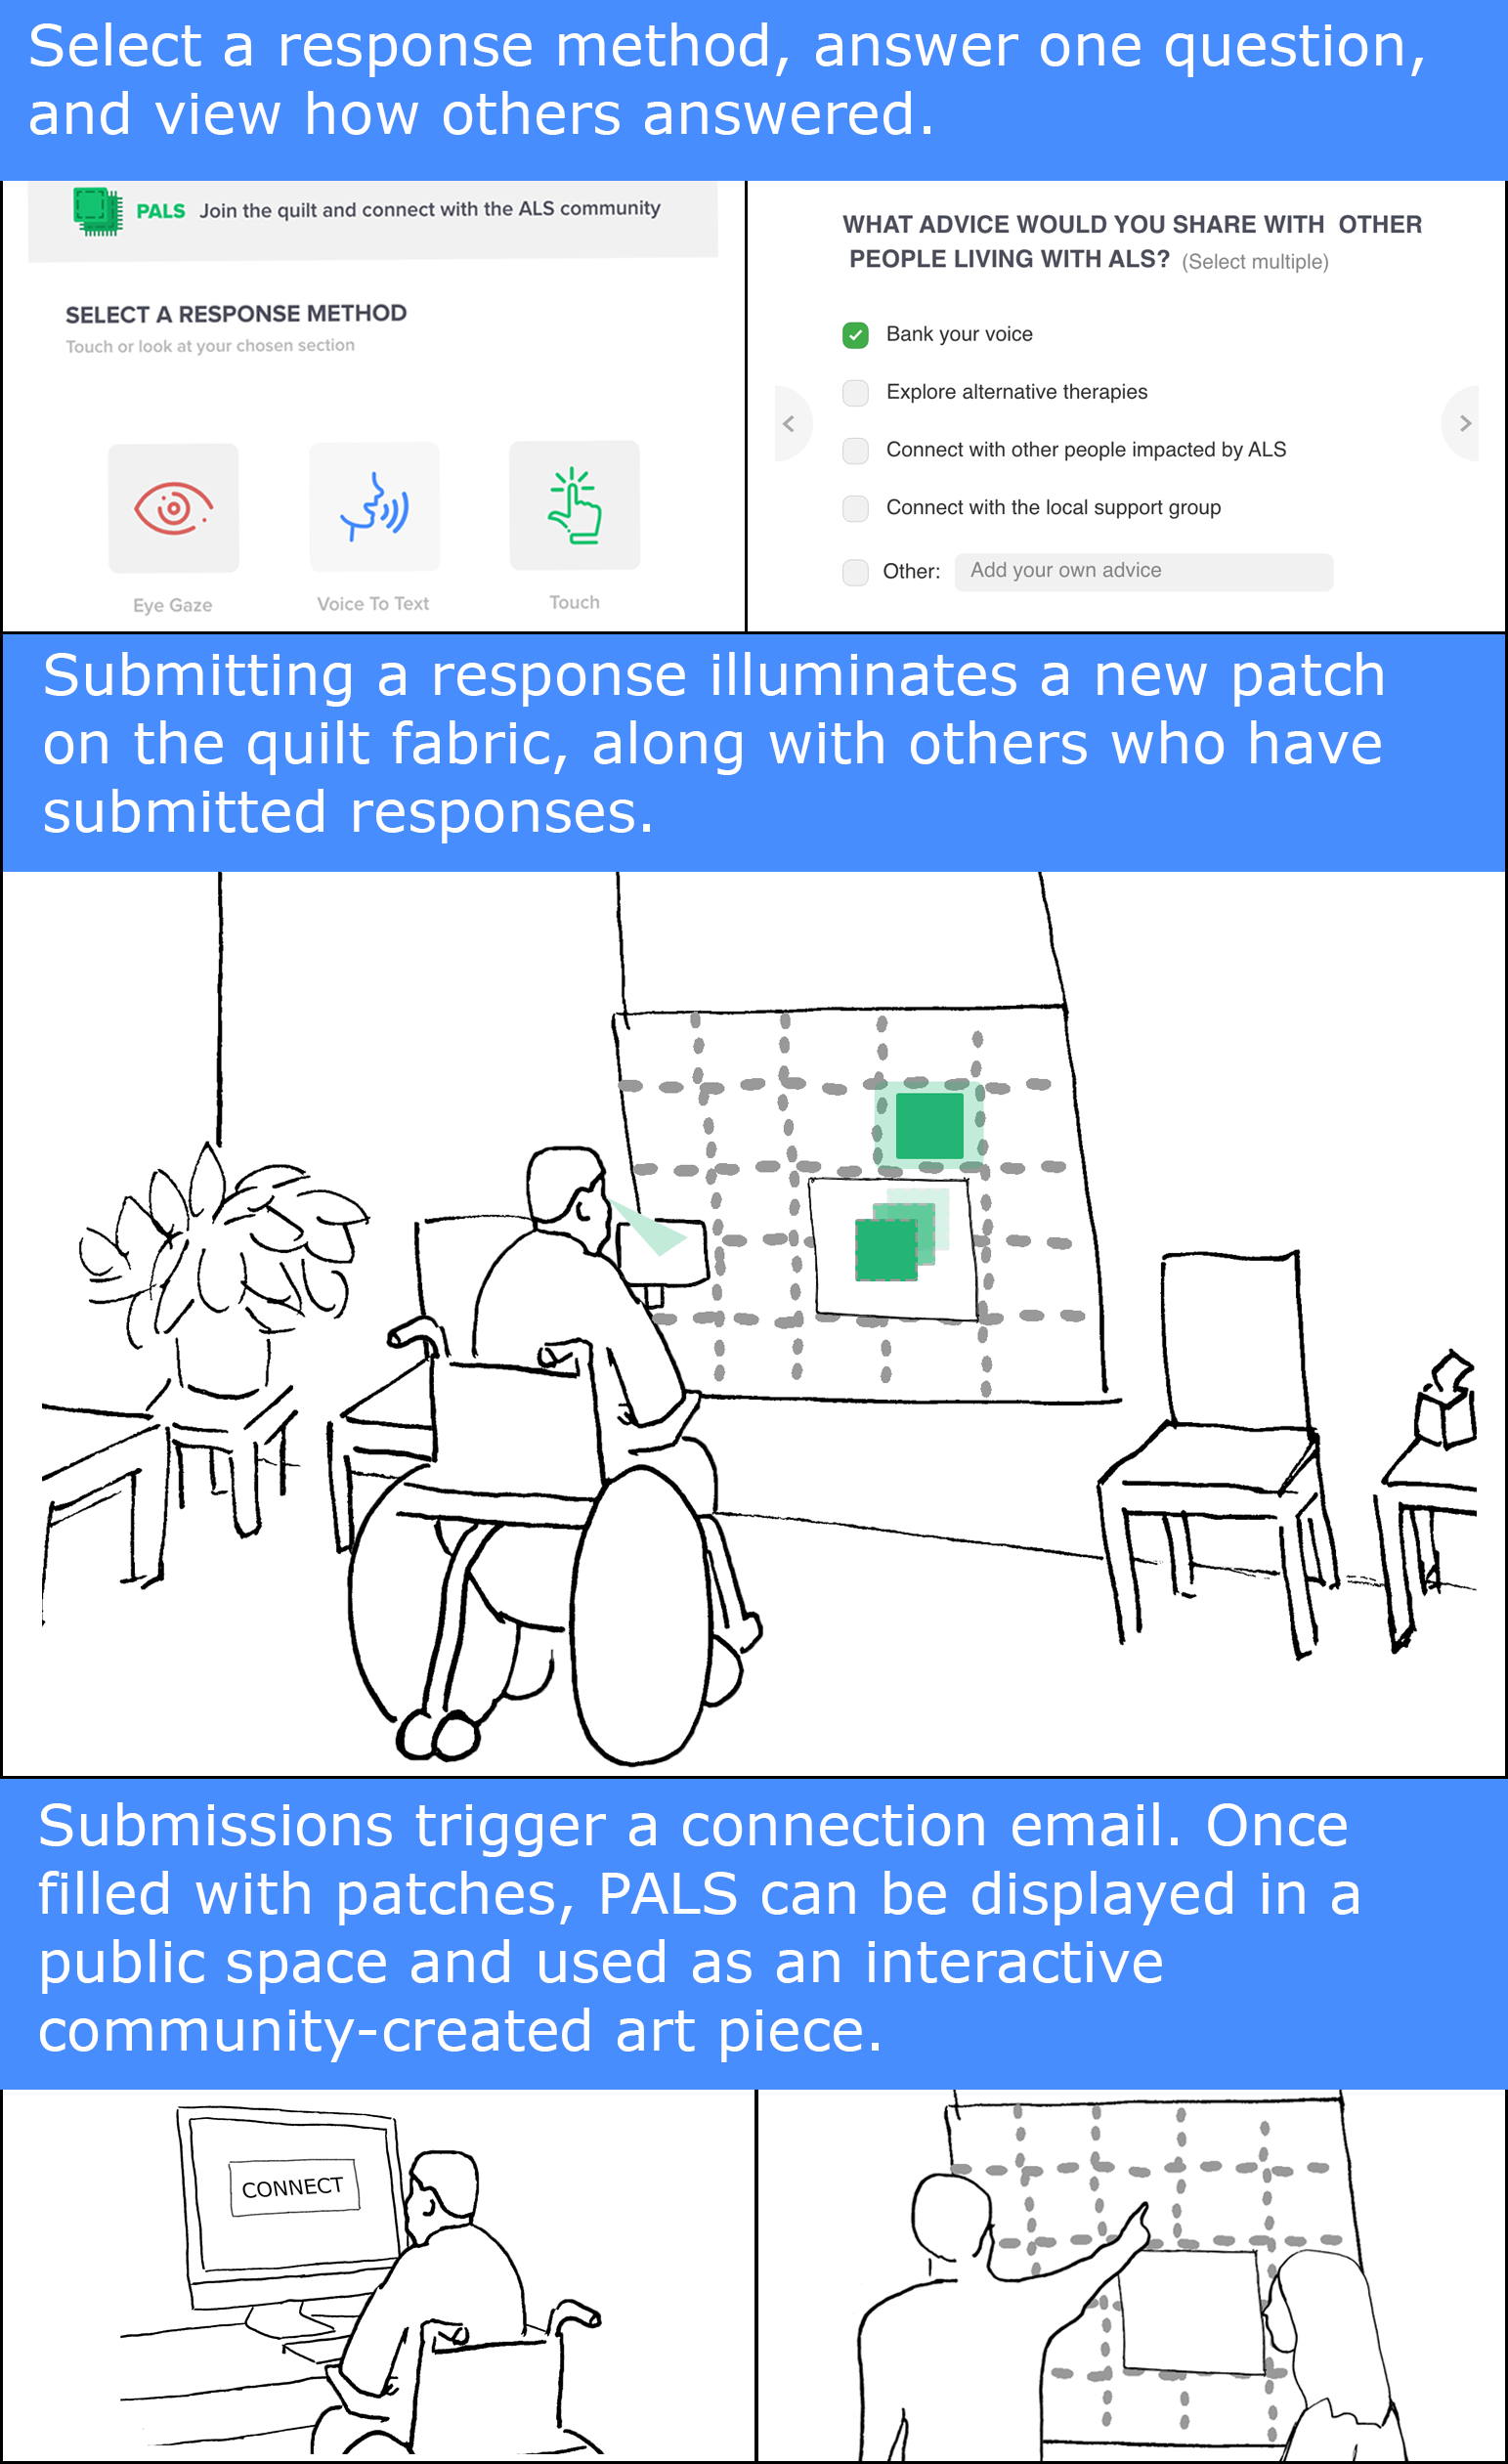 Select a response method, answer one question,
and view how others answered.
PALS Join the quilt and connect with the ALS community
SELECT A RESPONSE METHOD
Touch or look at your chosen section
Eye Gaze
Voice To Text
Touch
WHAT ADVICE WOULD YOU SHARE WITH OTHER
PEOPLE LIVING WITH ALS? (Select multiple)
Bank your voice
Explore alternative therapies
Connect with other people impacted by ALS
Connect with the local support group
Other: Add your own advice
Submitting a response illuminates a new patch
on the quilt fabric, along with others who have
submitted responses.
Submissions trigger a connection email. Once
filled with patches, PALS can be displayed in a
public space and used as an interactive
community-created art piece.
CONNECT